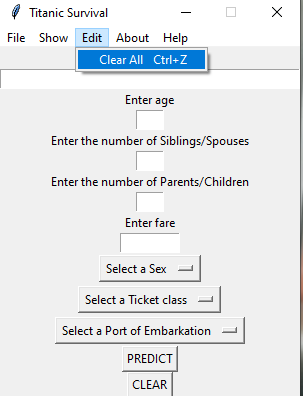 Titanic Survival
File Show Edit About Help
Clear All Ctrl+Z
Enter age
Enter the number of Siblings/Spouses
Enter the number of Parents/Children
Enter fare
Select a Sex
Select a Ticket class
Select a Port of Embarkation
PREDICT
CLEAR